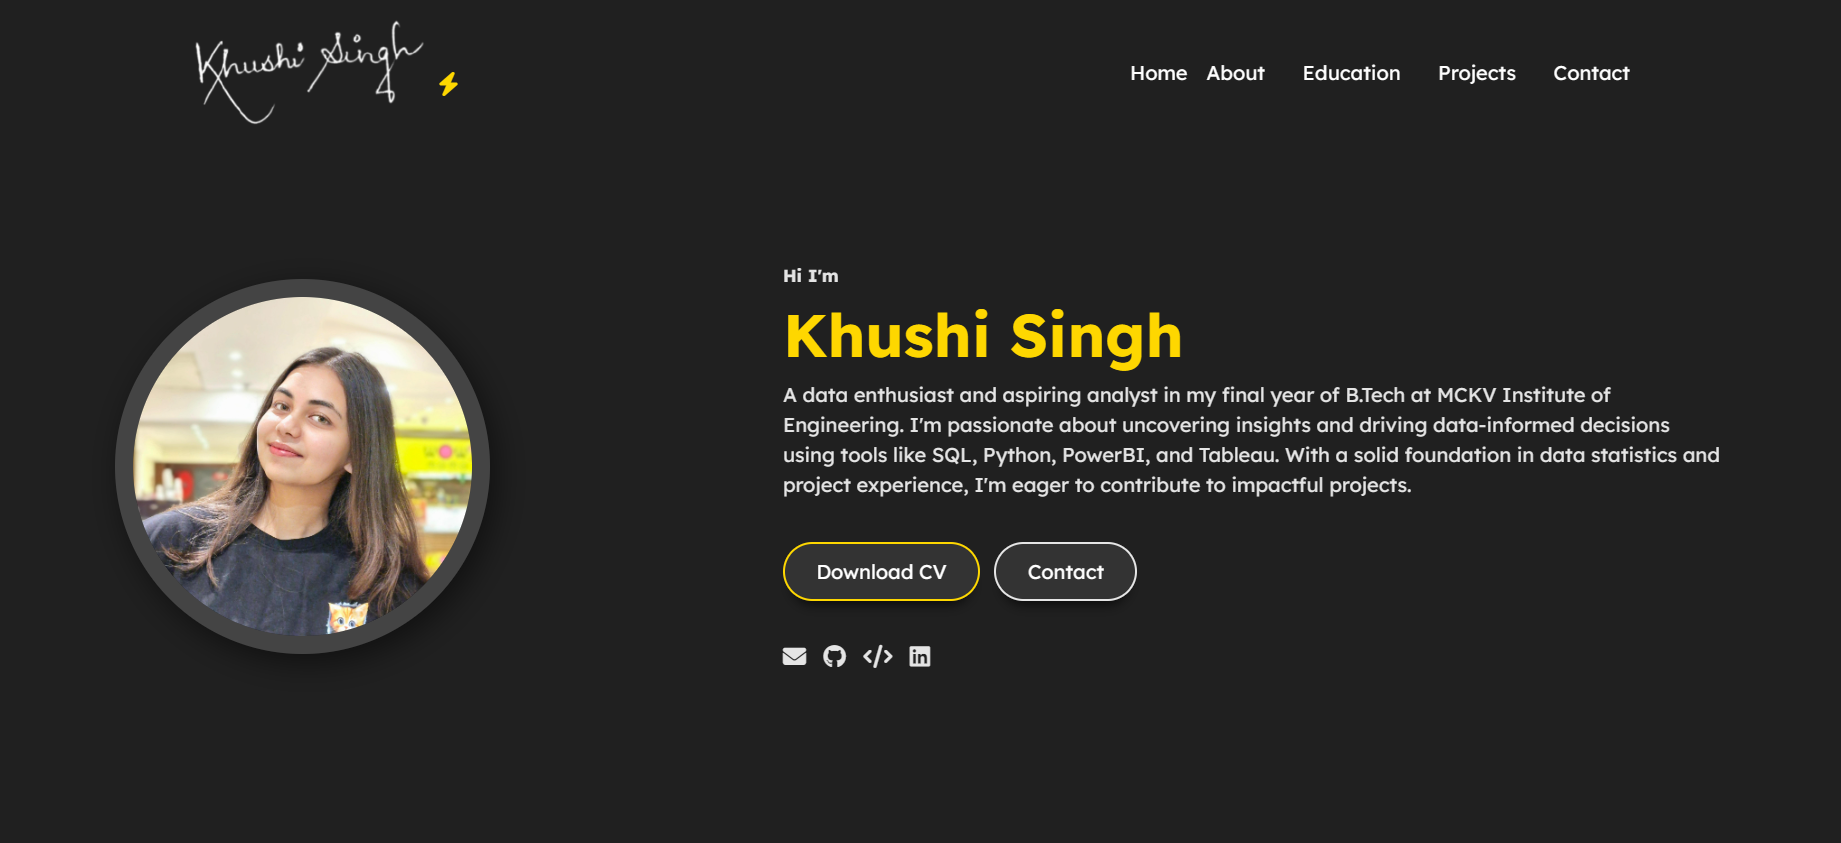 Khushi Singh
Home About Education Projects Contact
Hi I'm
Khushi Singh
A data enthusiast and aspiring analyst in my final year of B.Tech at MCKV Institute of
Engineering. I'm passionate about uncovering insights and driving data-informed decisions
using tools like SQL, Python, PowerBI, and Tableau. With a solid foundation in data statistics and
project experience, I'm eager to contribute to impactful projects.
Download CV Contact